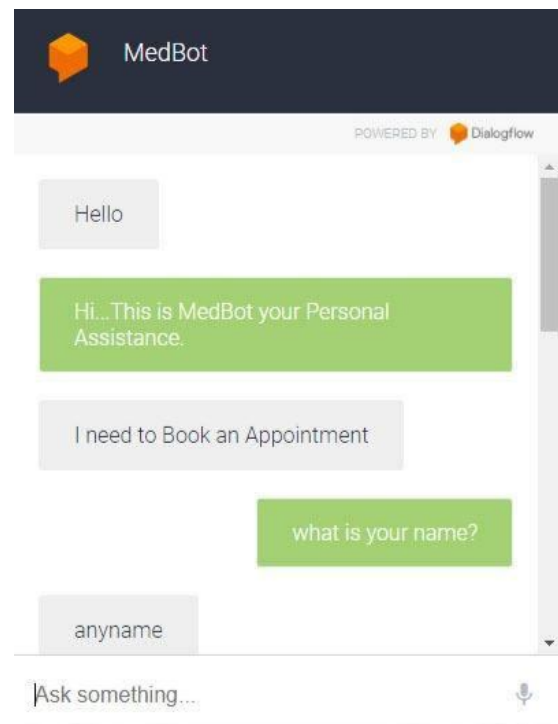 MedBot
POWERED BY Dialogflow
Hello
Hi...This is MedBot your Personal
Assistance.
I need to Book an Appointment
what is your name?
anyname
Ask something...